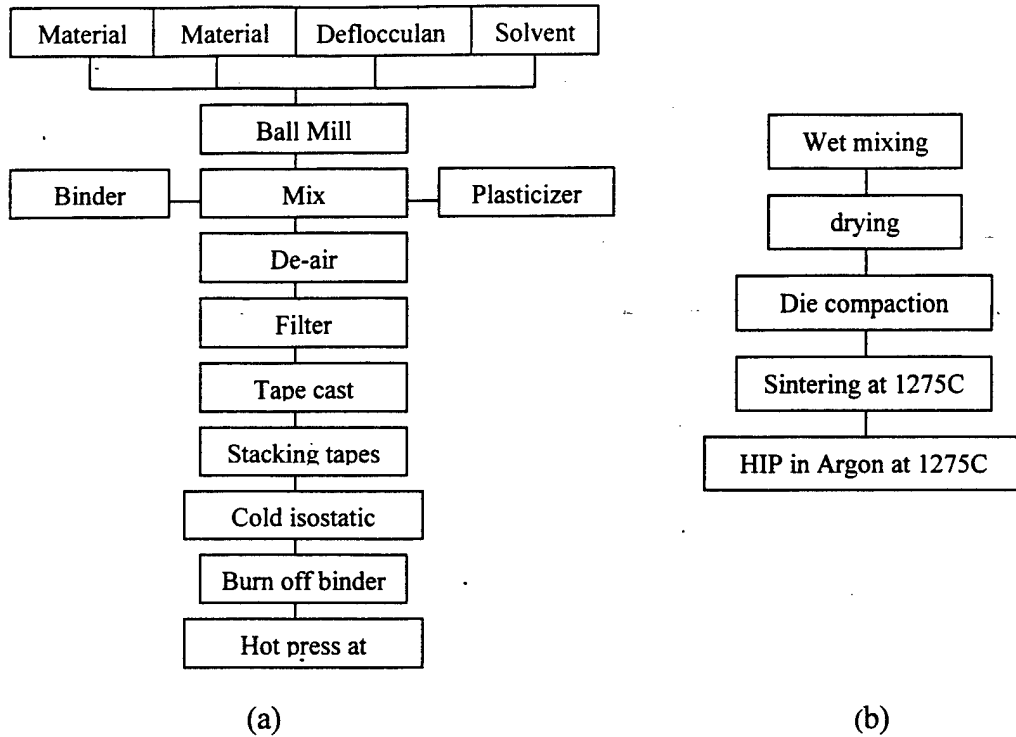 Material Material Deflocculan Solvent
Ball Mill
Binder Mix Plasticizer
De-air
Filter
Tape cast
Stacking tapes
Cold isostatic
Burn off binder
Hot press at
(a)
Wet mixing
drying
Die compaction
Sintering at 1275C
HIP in Argon at 1275C
(b)